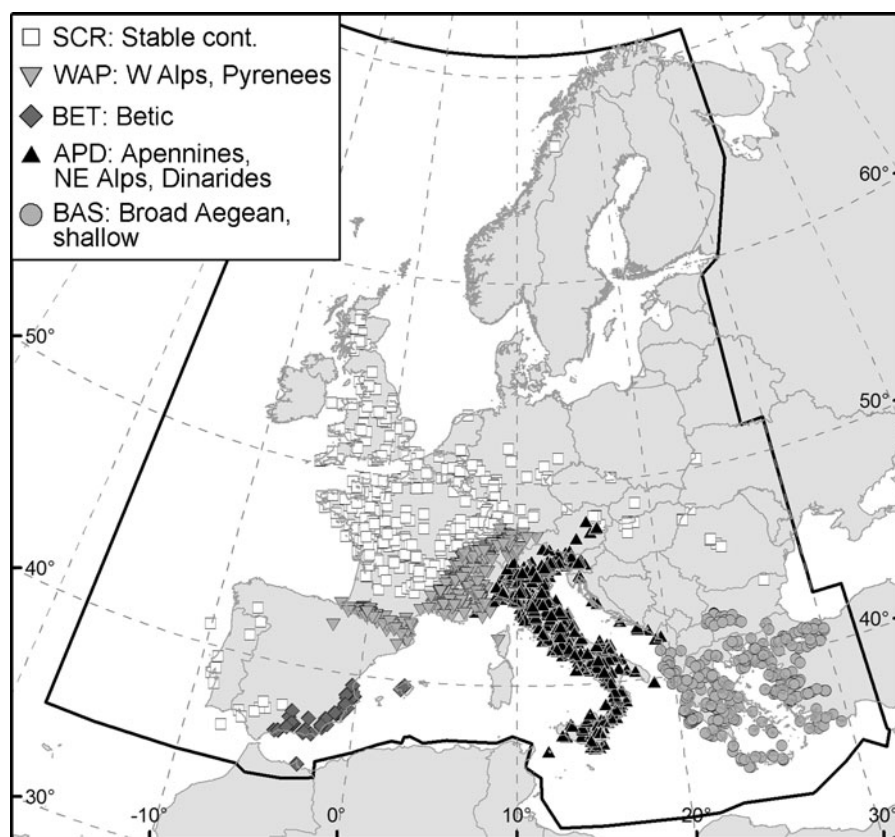 SCR: Stable cont.
WAP: W Alps, Pyrenees
BET: Betic
APD: Apennines,
NE Alps, Dinarides
BAS: Broad Aegean,
shallow
60°
50°
50°
40°
40°
30°
-10°
0°
10°
20°
30°